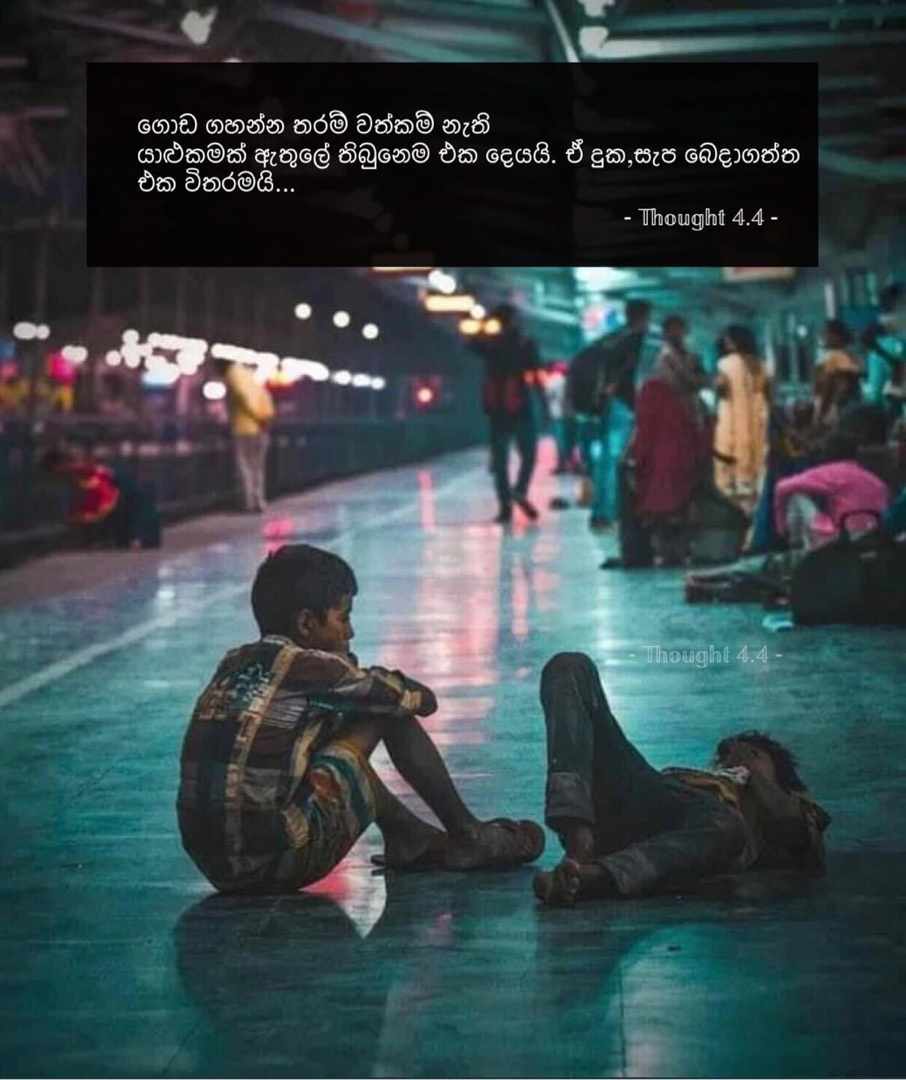 ගොඩ ගහන්න තරම් වත්කම් නැති
යාළුකමක් ඇතුලේ තිබුනෙම එක දෙයයි. ඒ දුක,සැප බෙදාගත්ත
එක විතරමයි...
- Thought 4.4 -
- Thought 4.4 -